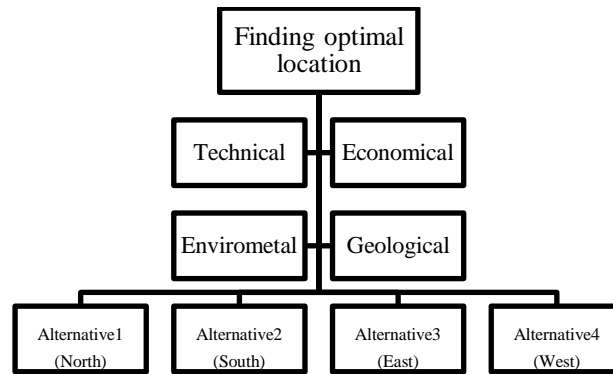 Finding optimal
location
Technical
Economical
Envirometal
Geological
Alternative1
(North)
Alternative2
(South)
Alternative3
(East)
Alternative4
(West)